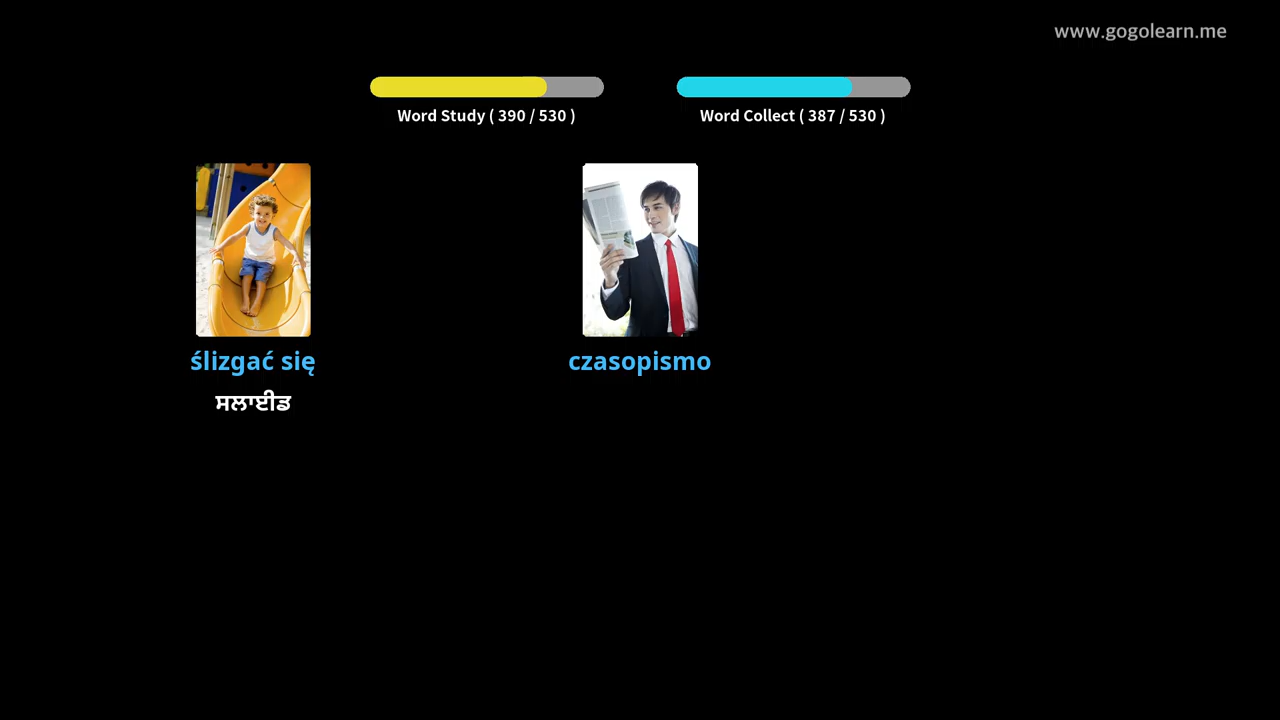 www.gogolearn.me
Word Study ( 390 / 530 )
Word Collect ( 387 / 530 )
ślizgać się
czasopismo
ਸਲਾਈਡ